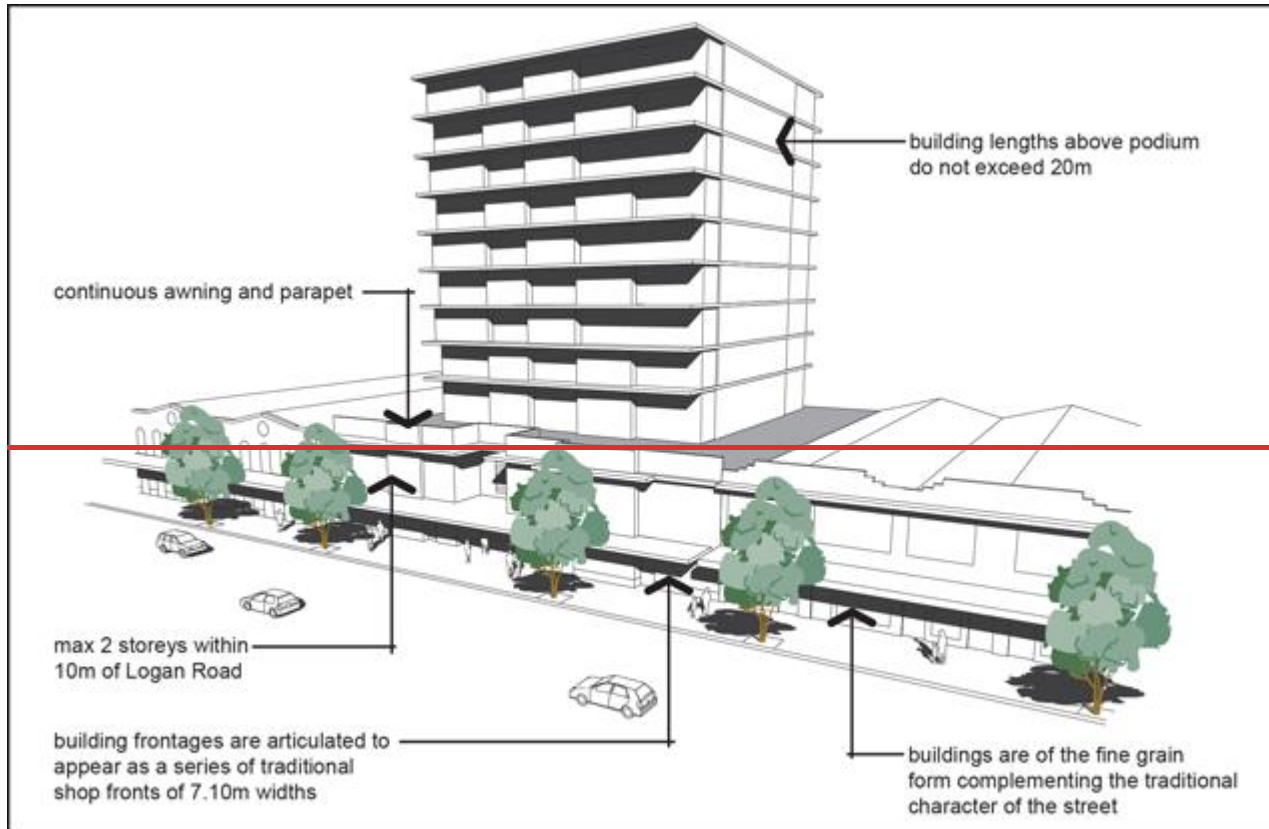 building lengths above podium
do not exceed 20m
continuous awning and parapet
max 2 storeys within
10m of Logan Road
building frontages are articulated to
appear as a series of traditional
shop fronts of 7.10m widths
buildings are of the fine grain
form complementing the traditional
character of the street